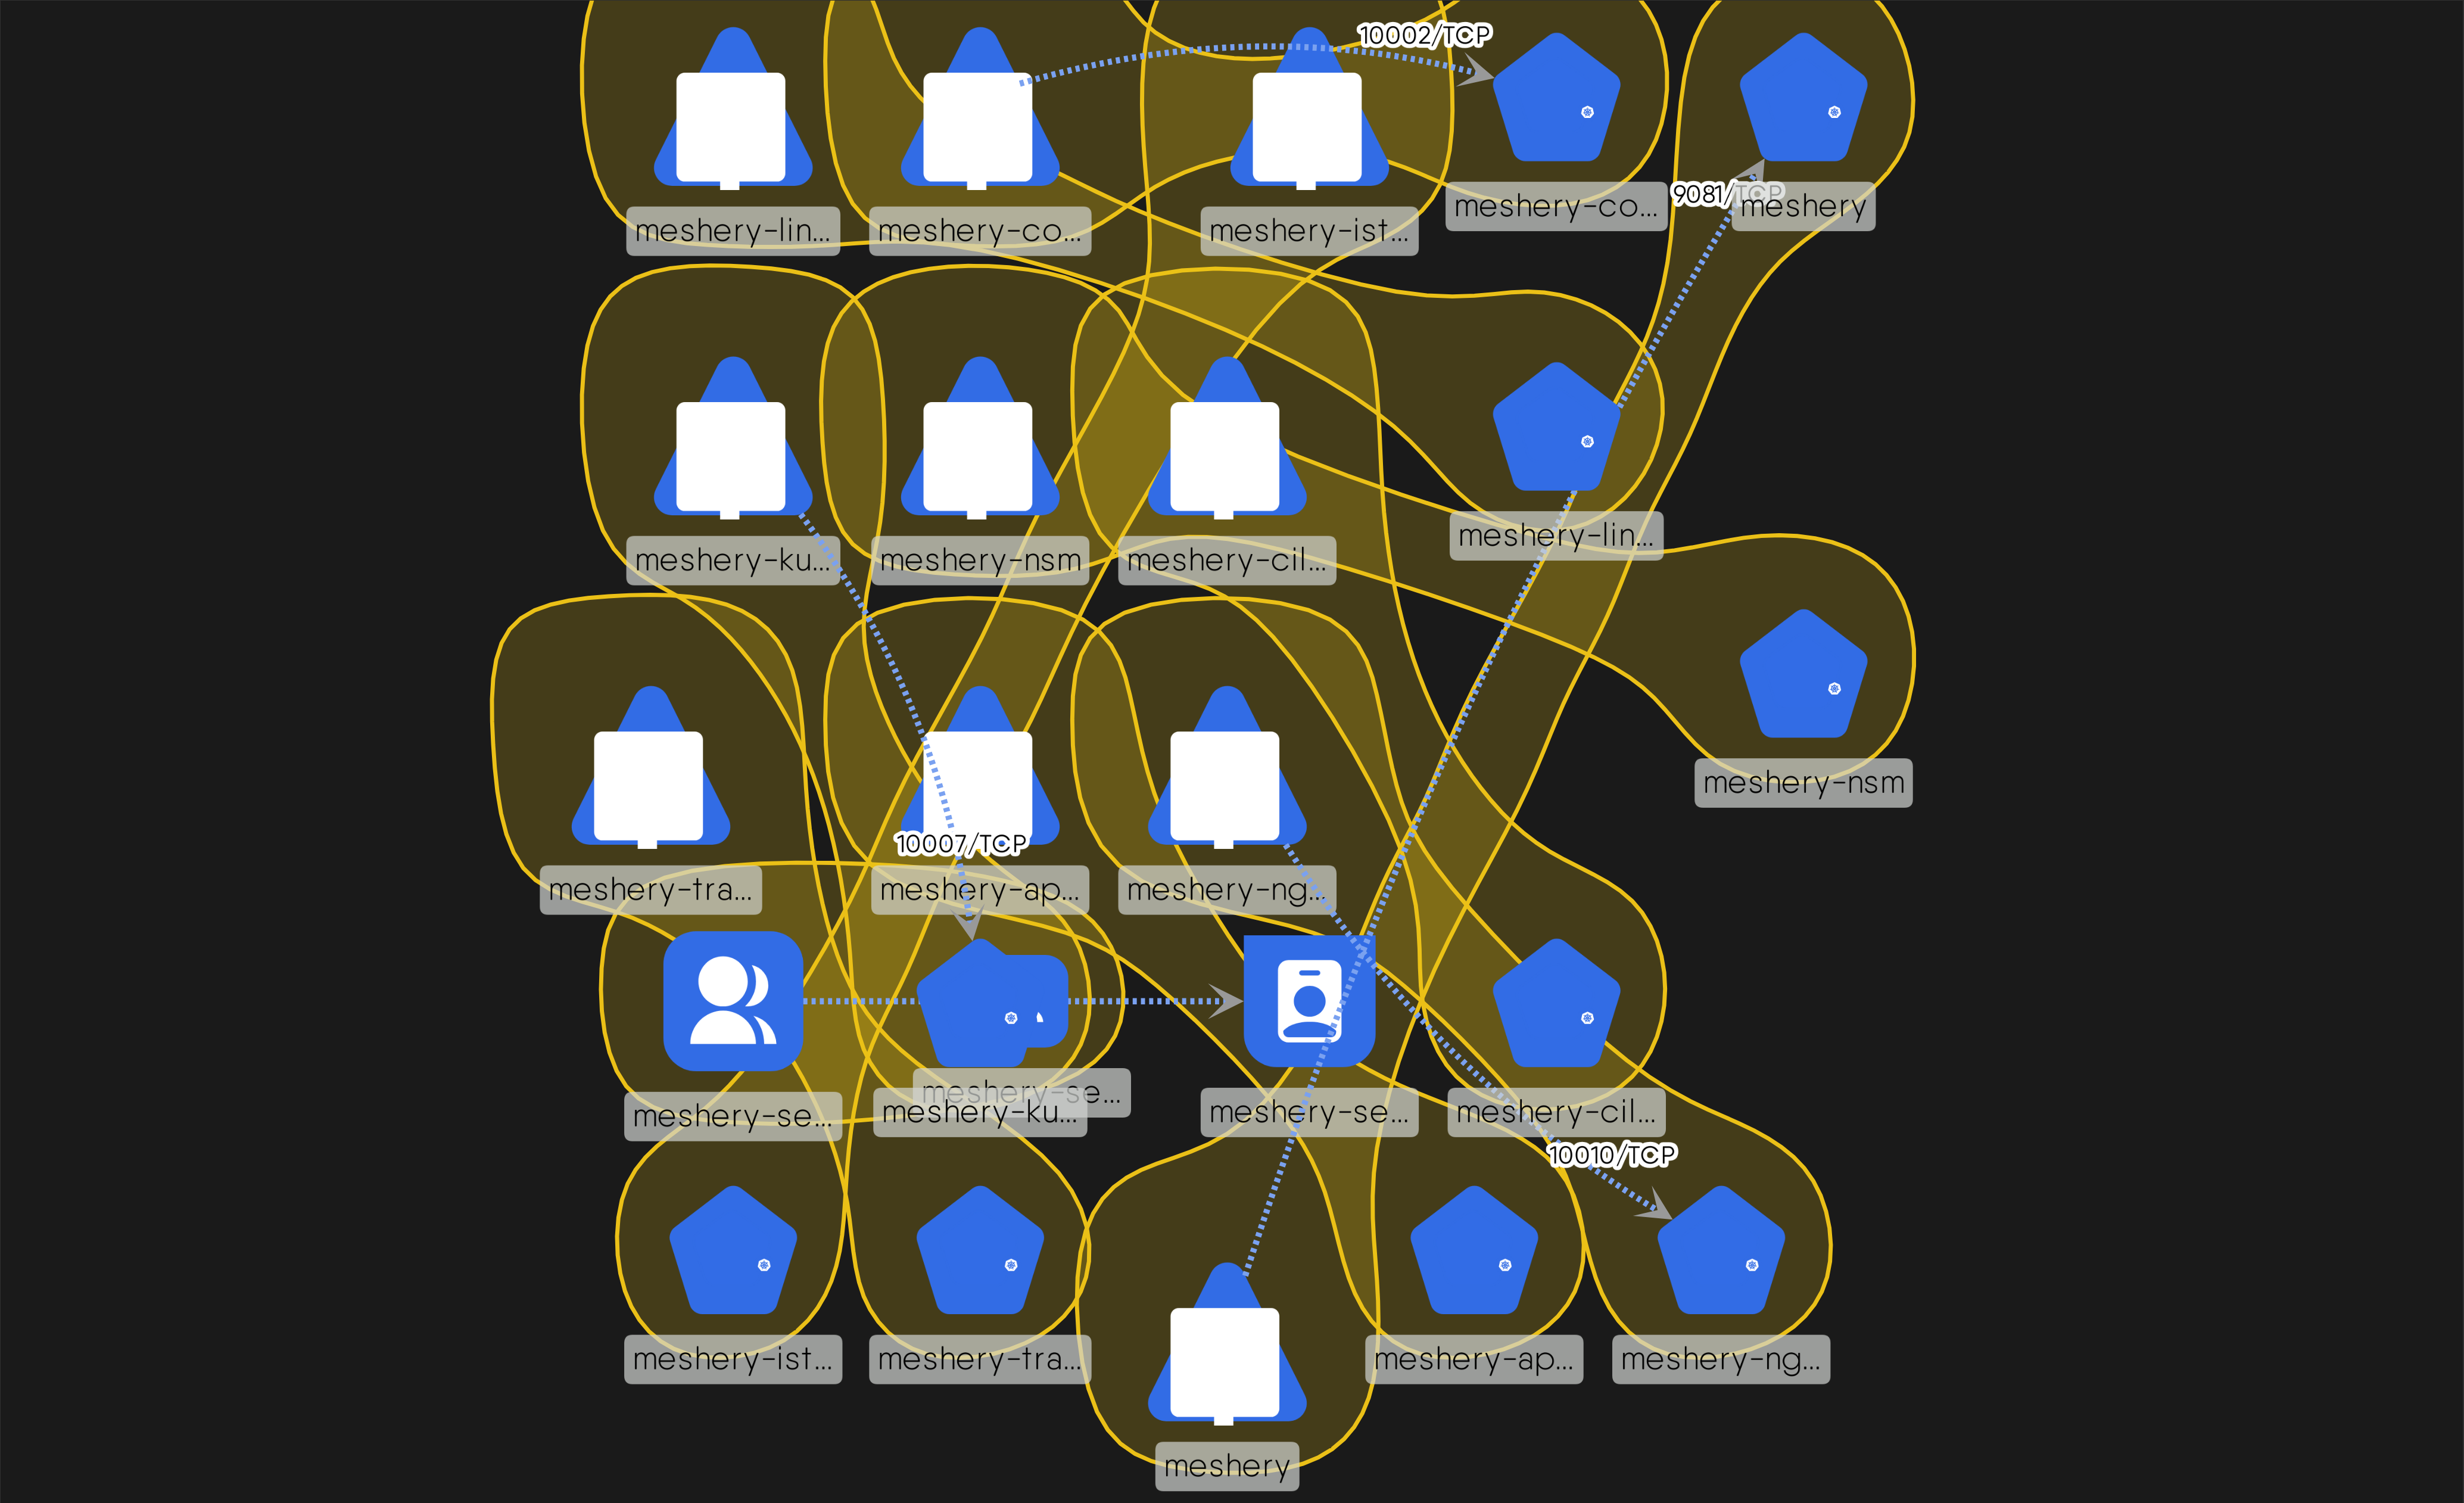 10002/TCP
9081/TCP
meshery-lin...
meshery-co...
meshery-ist...
meshery-co...
meshery
meshery-ku...
meshery-nsm
meshery-cil...
meshery-lin...
meshery-nsm
10007/TCP
meshery-tra...
meshery-ap...
meshery-ng...
meshery-se...
meshery-se...
meshery-ku...
meshery-se...
meshery-cil...
10010/TCP
meshery-ist...
meshery-tra...
meshery-ap...
meshery-ng...
meshery